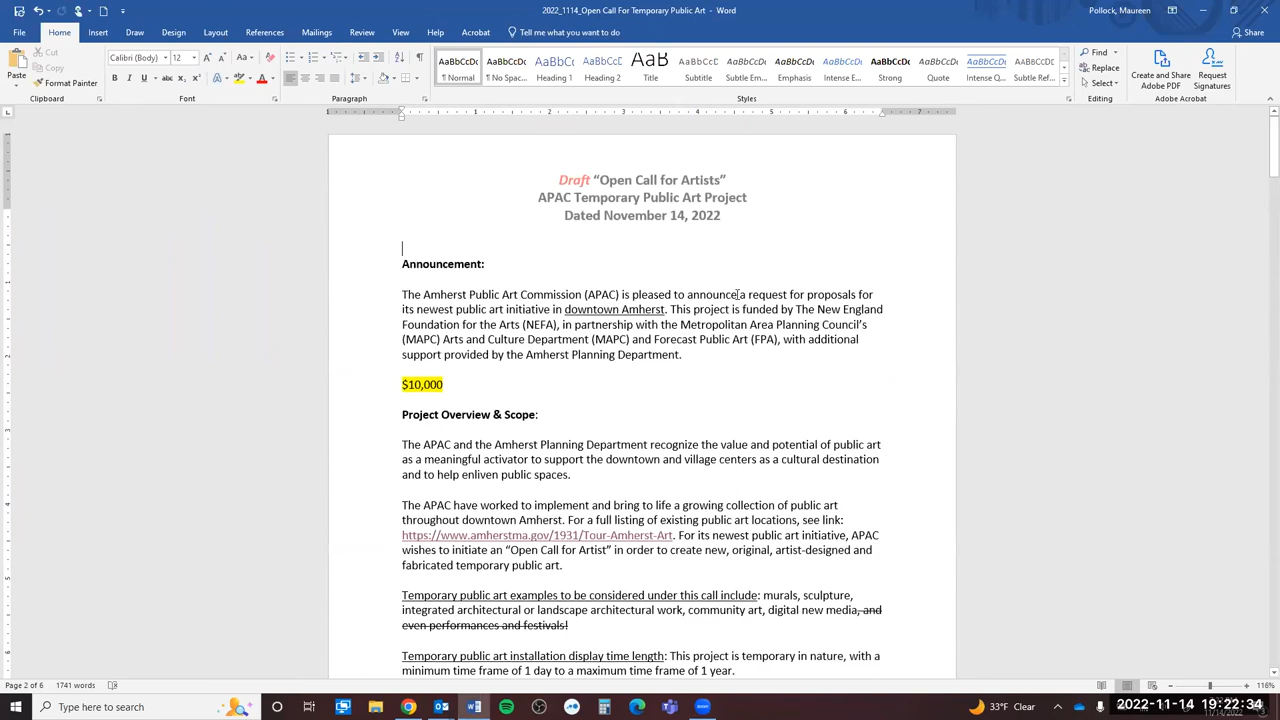 2022_1114_Open Call for Temporary Public Art - Word
Pollock, Maureen
File Home Insert Draw Design Layout References Mailings Review View Acrobat Tell me what you want to do
Share
Cut
Copy
Format Painter
Paste
Clipboard
Calibri (Body) 12
Font
Paragraph
AaBbCcDc AaBbCcDc AaBbCc AaBbCcD AaB AaBbCcD AaBbCcDc AaBbCcDc AaBbCcDc AaBbCcDc AaBbCcDc AaBbCcDc AaBbCcDc
¶ Normal ¶ No Spac... Heading 1 Heading 2 Title Subtitle Subtle Em... Emphasis Intense E... Strong Quote Intense Q... Subtle Ref...
Styles
Find
Replace
Select
Editing
Create and Share
Adobe PDF
Request
Signatures
Adobe Acrobat
Draft “Open Call for Artists”
APAC Temporary Public Art Project
Dated November 14, 2022
Announcement:
The Amherst Public Art Commission (APAC) is pleased to announce a request for proposals for
its newest public art initiative in downtown Amherst. This project is funded by The New England
Foundation for the Arts (NEFA), in partnership with the Metropolitan Area Planning Council’s
(MAPC) Arts and Culture Department (MAPC) and Forecast Public Art (FPA), with additional
support provided by the Amherst Planning Department.
$10,000
Project Overview & Scope:
The APAC and the Amherst Planning Department recognize the value and potential of public art
as a meaningful activator to support the downtown and village centers as a cultural destination
and to help enliven public spaces.
The APAC have worked to implement and bring to life a growing collection of public art
throughout downtown Amherst. For a full listing of existing public art locations, see link:
https://www.amherstma.gov/1931/Tour-Amherst-Art. For its newest public art initiative, APAC
wishes to initiate an “Open Call for Artist” in order to create new, original, artist-designed and
fabricated temporary public art.
Temporary public art examples to be considered under this call include: murals, sculpture,
integrated architectural or landscape architectural work, community art, digital new media, and
even performances and festivals!
Temporary public art installation display time length: This project is temporary in nature, with a
minimum time frame of 1 day to a maximum time frame of 1 year.
Page 2 of 6 1741 words
116%
Type here to search
33°F Clear
2022-11-14 19:22:34